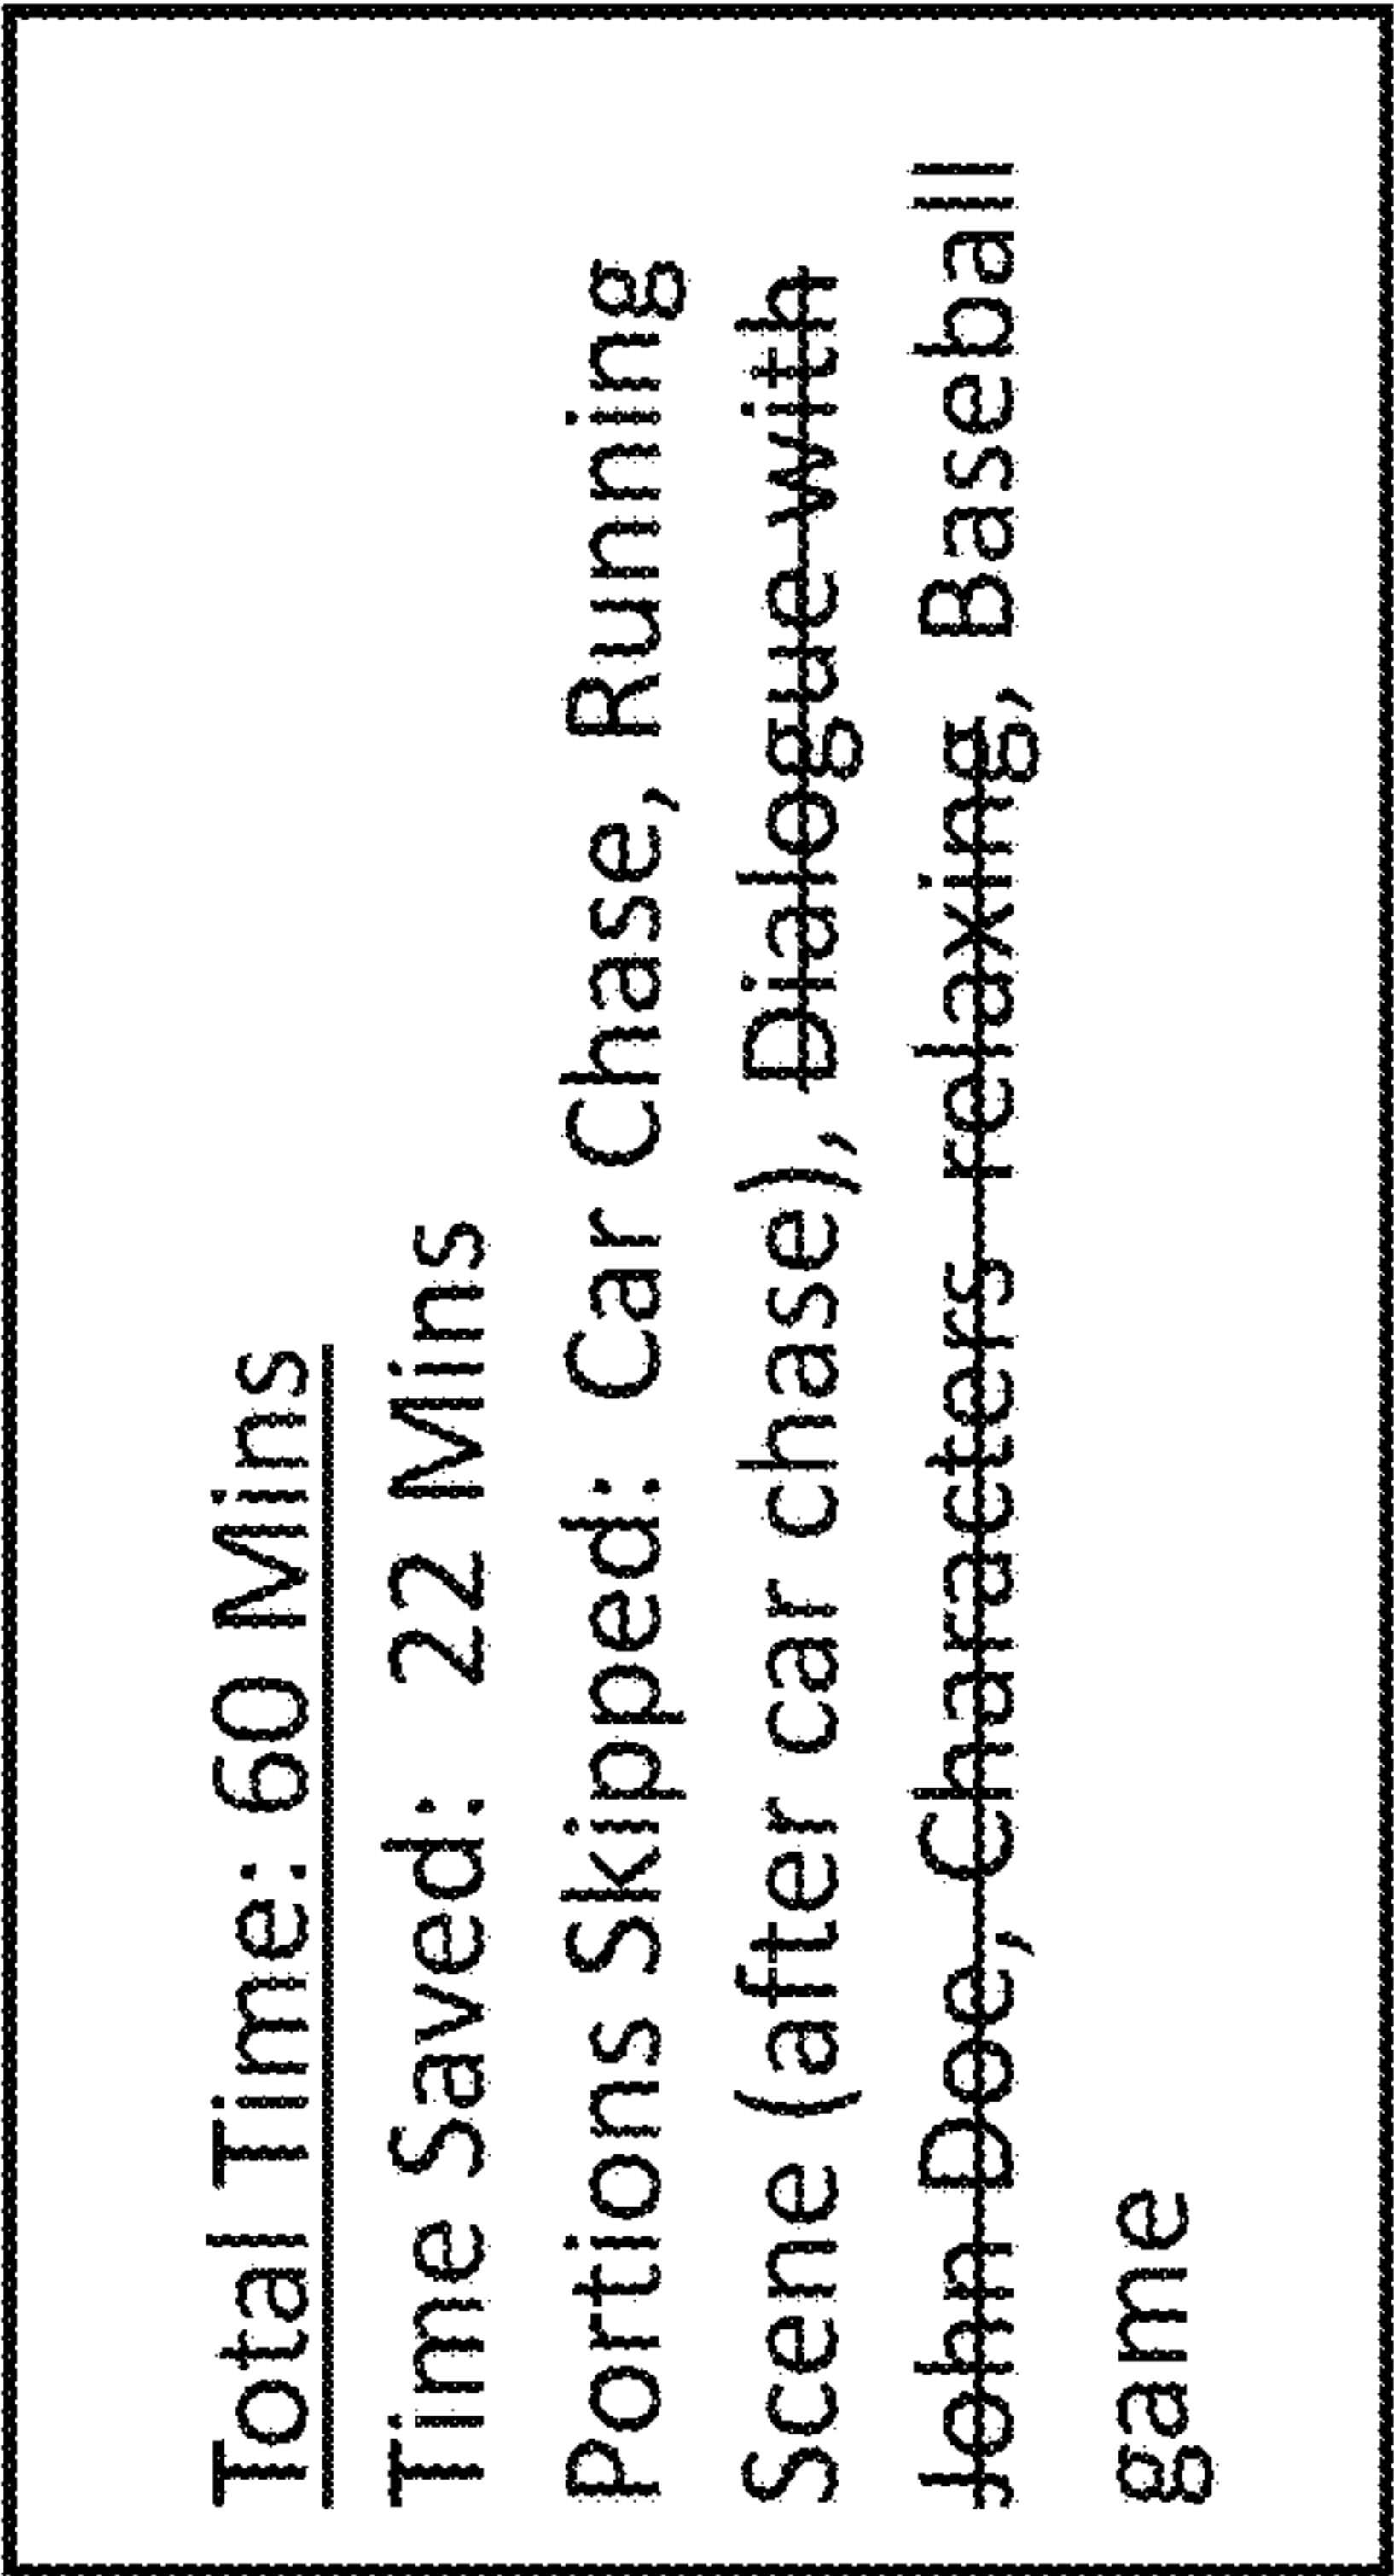 Total Time: 60 Mins
Time Saved: 22 Mins
Portions Skipped: Car Chase, Running
Scene (after car chase), Dialogue with
John Doe, Characters relaxing, Baseball
game